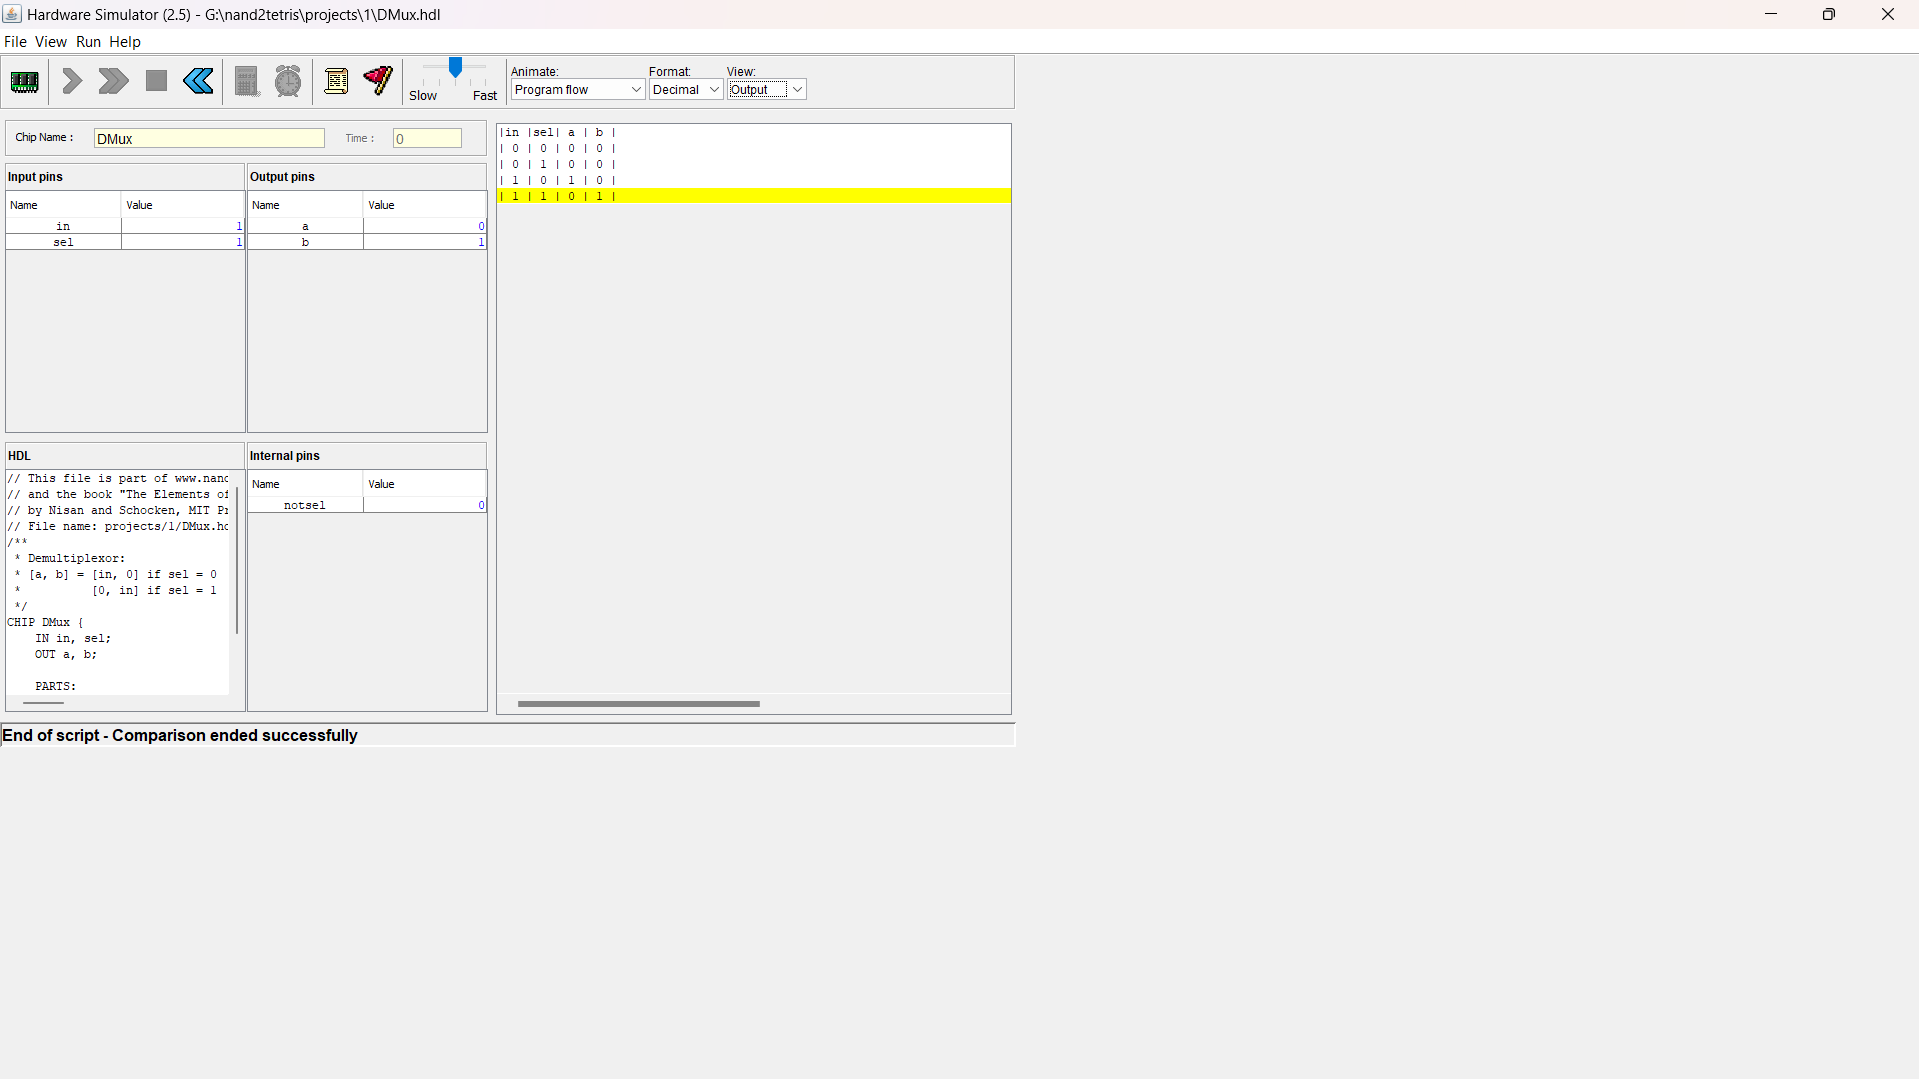 Hardware Simulator (2.5) - G:\nand2tetris\projects\1\DMux.hdl
File View Run Help
Animate: Format: View:
Slow Fast Program flow Decimal Output
Chip Name : DMux Time : 0
Input pins Output pins
Name Value Name Value
in 1 a 0
sel 1 b 1
|in |sel| a | b |
| 0 | 0 | 0 | 0 |
| 0 | 1 | 0 | 0 |
| 1 | 0 | 1 | 0 |
| 1 | 1 | 0 | 1 |
HDL
// This file is part of www.nand
// and the book "The Elements of
// by Nisan and Schocken, MIT Pr
// File name: projects/1/DMux.hd
/**
* Demultiplexor:
* [a, b] = [in, 0] if sel = 0
* [0, in] if sel = 1
*/
CHIP DMux {
IN in, sel;
OUT a, b;
PARTS:
Internal pins
Name Value
notsel 0
End of script - Comparison ended successfully